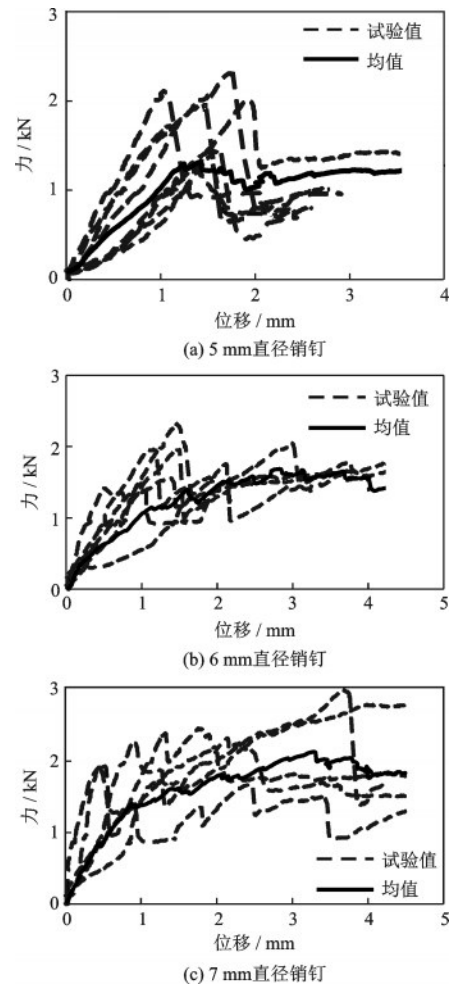 3
试验值
均值
2
力 / kN
1
0
0 1 2 3 4
位移 / mm
(a) 5 mm直径销钉
3
试验值
均值
2
力 / kN
1
0
0 1 2 3 4 5
位移 / mm
(b) 6 mm直径销钉
3
2
力 / kN
1
试验值
均值
0
0 1 2 3 4 5
位移 / mm
(c) 7 mm直径销钉